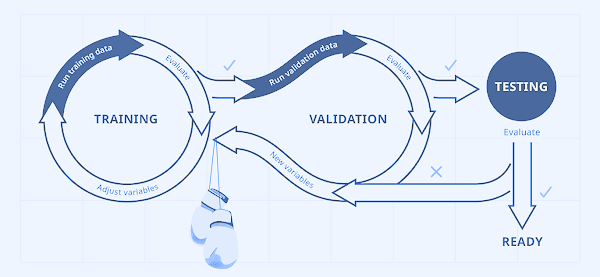 Run training data
Evaluate
TRAINING
Adjust variables
Run validation data
Evaluate
VALIDATION
New variables
TESTING
Evaluate
READY